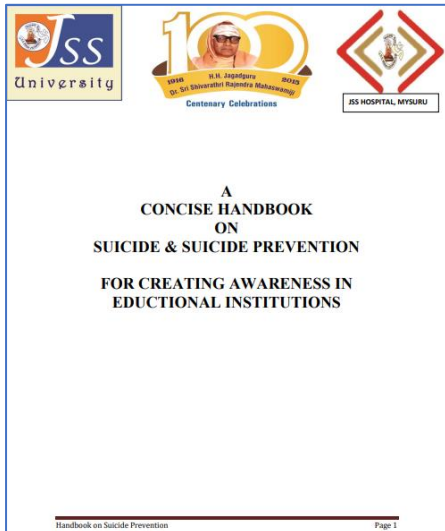 JSS
University
1916 2015
H.H. Jagadguru
Dr. Sri Shivarathri Rajendra Mahaswamiji
Centenary Celebrations
JSS HOSPITAL, MYSURU
A
CONCISE HANDBOOK
ON
SUICIDE & SUICIDE PREVENTION
FOR CREATING AWARENESS IN
EDUCTIONAL INSTITUTIONS
Handbook on Suicide Prevention Page 1